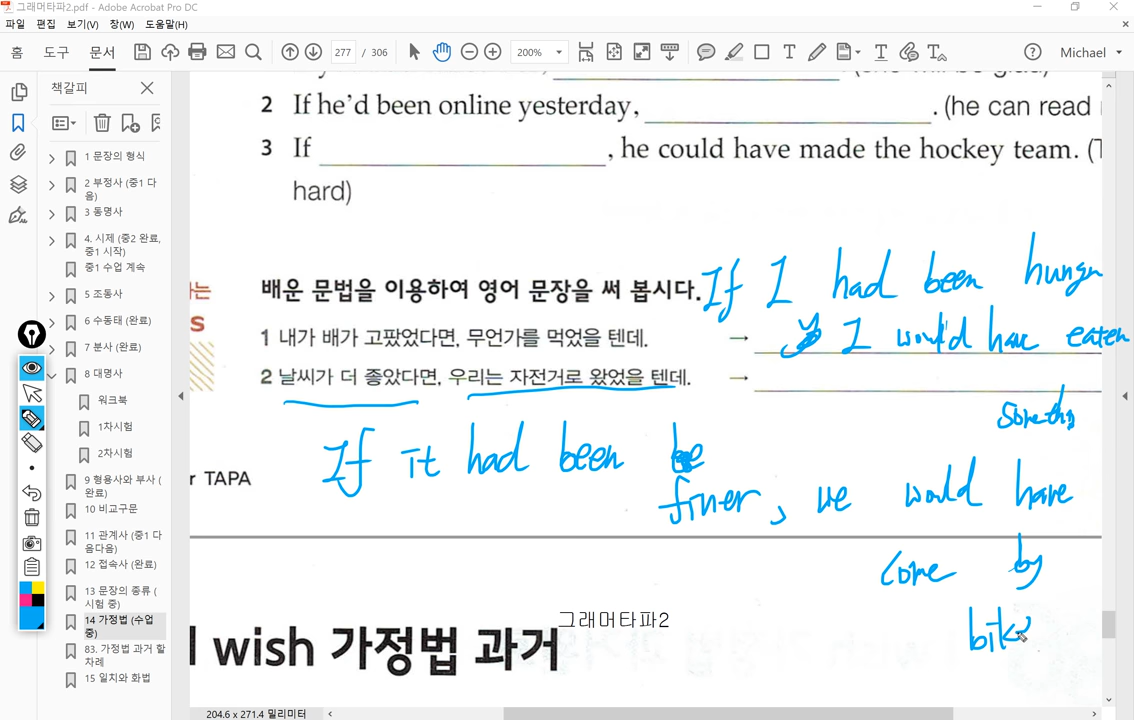 그래머타파2.pdf - Adobe Acrobat Pro DC
파일 편집 보기(V) 창(W) 도움말(H)
홈 도구 문서 277 / 306 200% Michael
책갈피
1 문장의 형식
2 부정사 (중1 다
음)
3 동명사
4. 시제 (중2 완료,
중1 시작)
중1 수업 계속
5 조동사
6 수동태 (완료)
7 분사 (완료)
8 대명사
워크북
1차시험
2차시험
9 형용사와 부사 (
완료)
10 비교구문
11 관계사 (중1 다
음다음)
12 접속사 (완료)
13 문장의 종류 (
시험 중)
14 가정법 (수업
중)
83. 가정법 과거 할
차례
15 일치와 화법
2 If he'd been online yesterday, . (he can read
3 If , he could have made the hockey team. (
hard)
배운 문법을 이용하여 영어 문장을 써 봅시다.
If I had been
1 내가 배가 고팠었다면, 무언가를 먹었을 텐데. →
I would have eaten
2 날씨가 더 좋았다면, 우리는 자전거로 왔었을 텐데. →
If it had been
finer, we would have
come by
bike
r TAPA
그래머타파2
I wish 가정법 과거
204.6 x 271.4 밀리미터